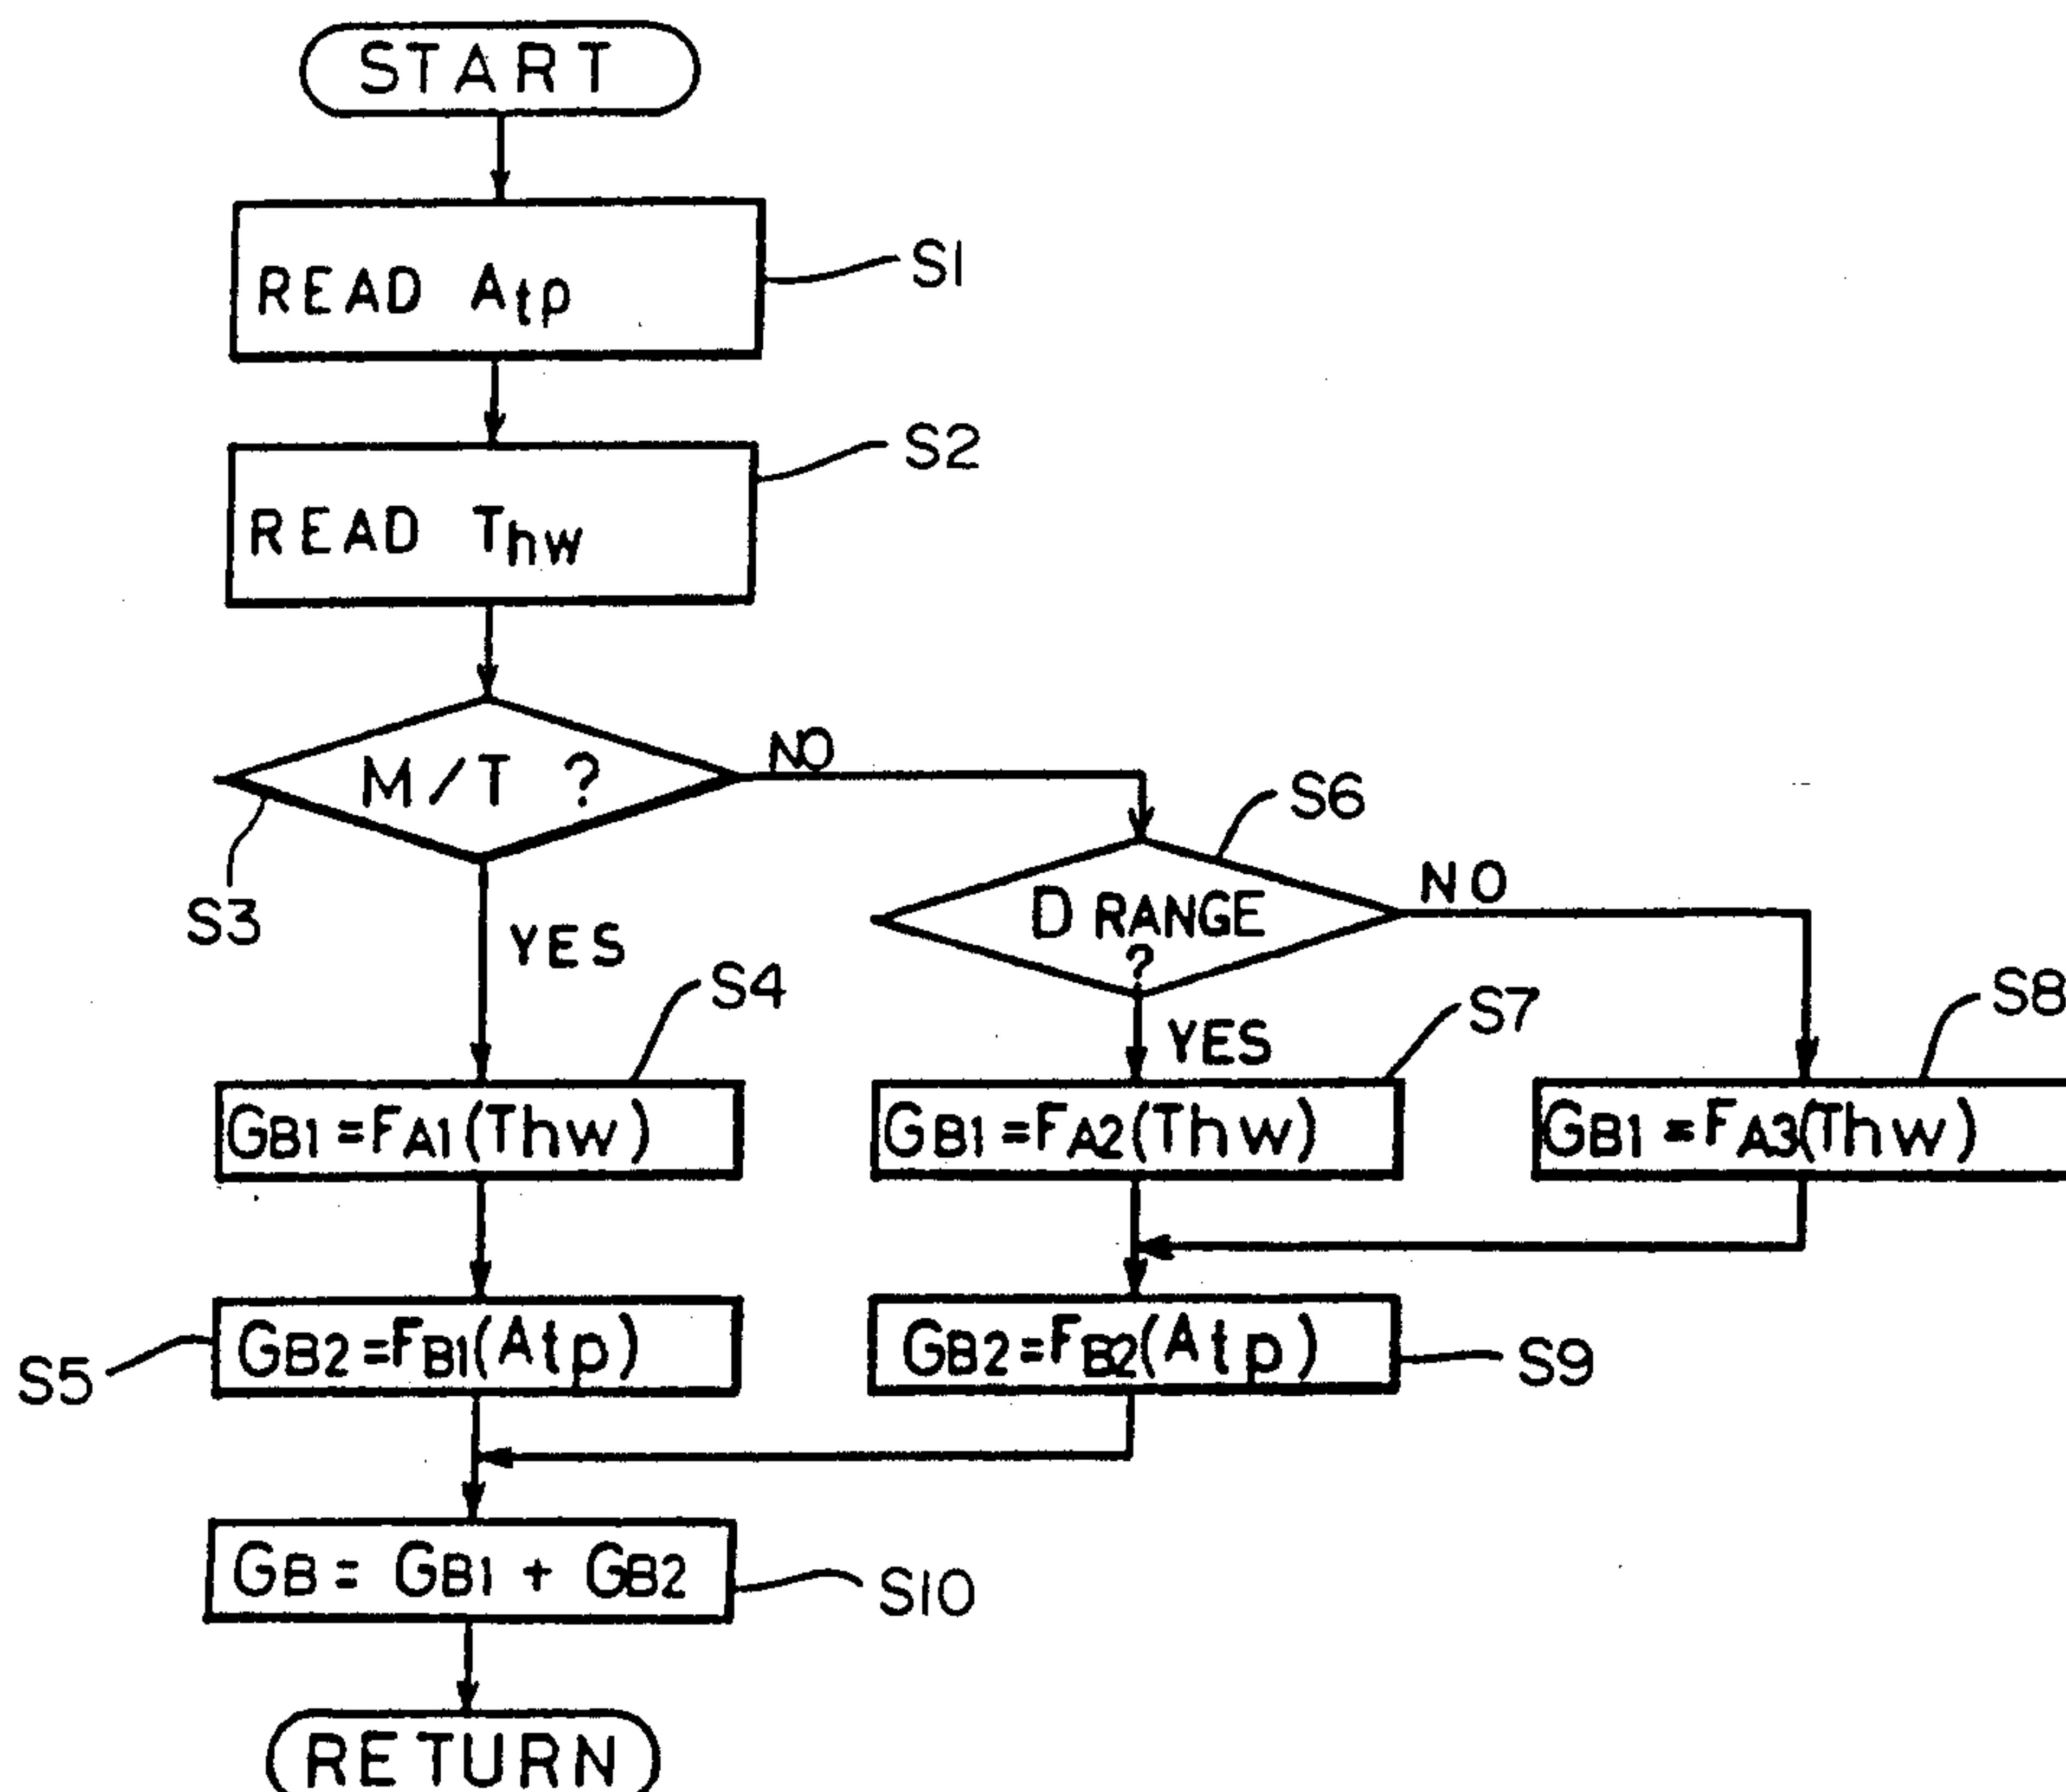 START
READ Atp
S1
READ Thw
S2
M/T ?
NO
S3
YES
D RANGE
?
S6
NO
YES
GB1=FA1(Thw)
S4
GB1=FA2(Thw)
S7
GB1=FA3(Thw)
S8
GB2=FB1(Atp)
S5
GB2=FB2(Atp)
S9
GB= GB1 + GB2
S10
RETURN